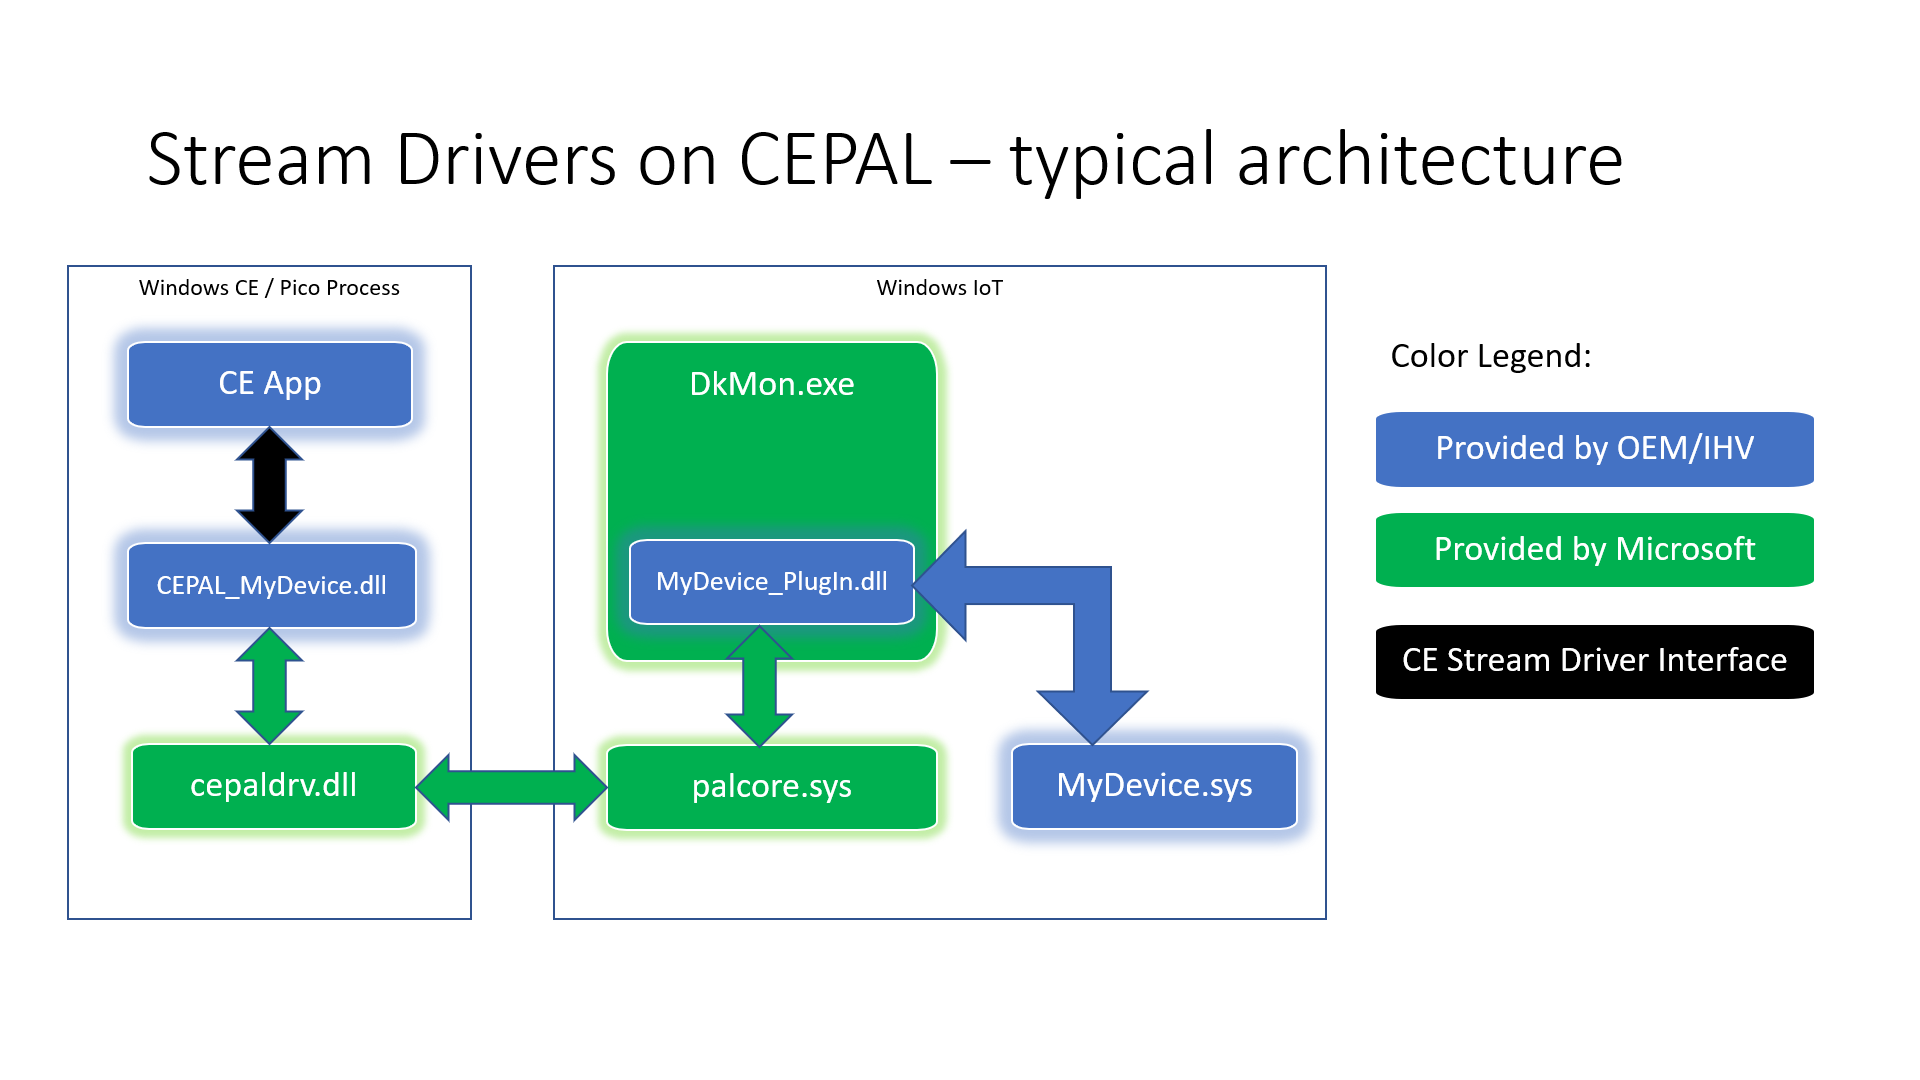 Stream Drivers on CEPAL – typical architecture
Windows CE / Pico Process
CE App
CEPAL_MyDevice.dll
cepaldrv.dll
Windows IoT
DkMon.exe
MyDevice_PlugIn.dll
palcore.sys
MyDevice.sys
Color Legend:
Provided by OEM/IHV
Provided by Microsoft
CE Stream Driver Interface